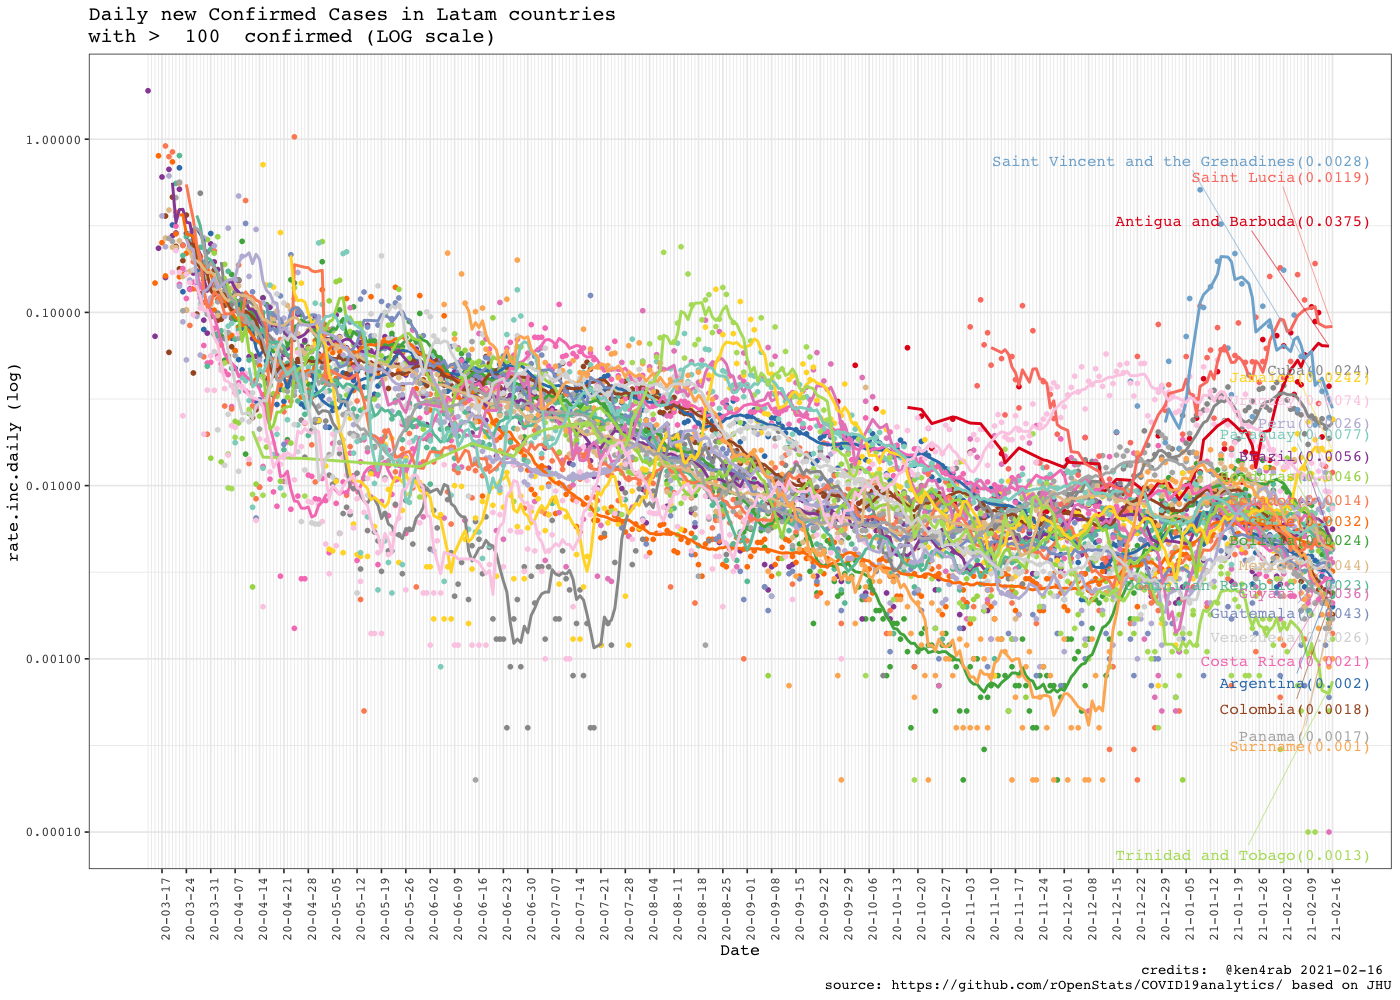 Daily new Confirmed Cases in Latam countries
with >  100  confirmed (LOG scale)
rate.inc.daily (log)
1.00000
0.10000
0.01000
0.00100
0.00010
Saint Vincent and the Grenadines(0.0028)
Saint Lucia(0.0119)
Antigua and Barbuda(0.0375)
Cuba(0.024)
Paraguay(0.0077)
Brazil(0.0056)
Bolivia(0.0024)
Guyana(0.0036)
Guatemala(0.0043)
Venezuela(0.0026)
Costa Rica(0.0021)
Argentina(0.002)
Colombia(0.0018)
Panama(0.0017)
Suriname(0.001)
Trinidad and Tobago(0.0013)
20-03-17
20-03-24
20-03-31
20-04-07
20-04-14
20-04-21
20-04-28
20-05-05
20-05-12
20-05-19
20-05-26
20-06-02
20-06-09
20-06-16
20-06-23
20-06-30
20-07-07
20-07-14
20-07-21
20-07-28
20-08-04
20-08-11
20-08-18
20-08-25
20-09-01
20-09-08
20-09-15
20-09-22
20-09-29
20-10-06
20-10-13
20-10-20
20-10-27
20-11-03
20-11-10
20-11-17
20-11-24
20-12-01
20-12-08
20-12-15
20-12-22
20-12-29
21-01-05
21-01-12
21-01-19
21-01-26
21-02-02
21-02-09
21-02-16
Date
credits:  @ken4rab 2021-02-16
source: https://github.com/rOpenStats/COVID19analytics/ based on JHU